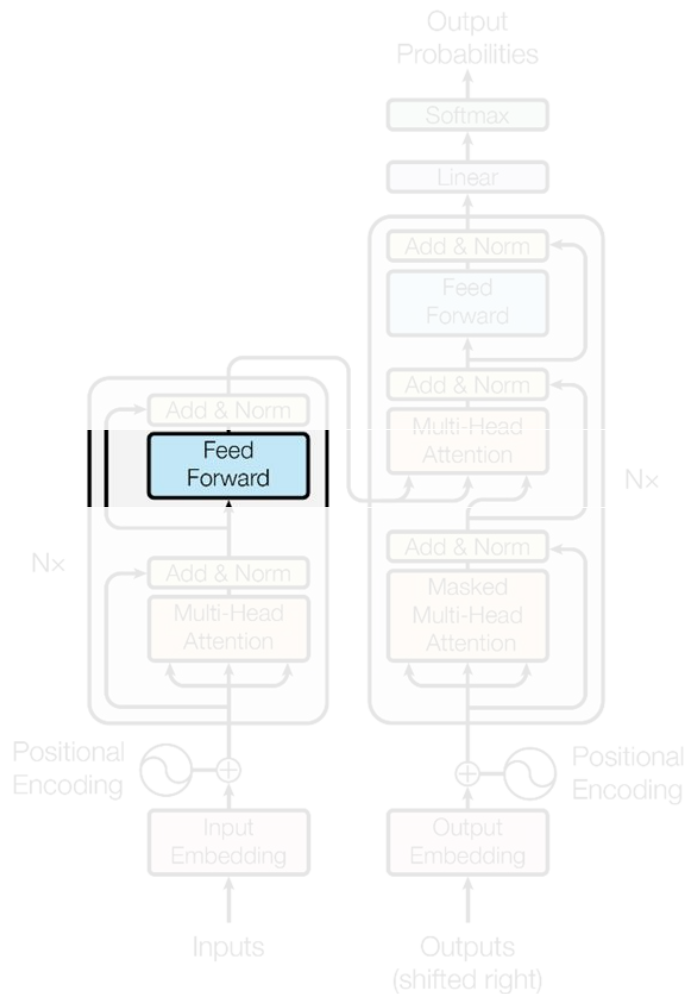 Output
Probabilities
Softmax
Linear
Add & Norm
Feed
Forward
Add & Norm
Multi-Head
Attention
Nx
Add & Norm
Masked
Multi-Head
Attention
Positional
Encoding
Output
Embedding
Outputs
(shifted right)
Add & Norm
Feed
Forward
Nx
Add & Norm
Multi-Head
Attention
Positional
Encoding
Input
Embedding
Inputs